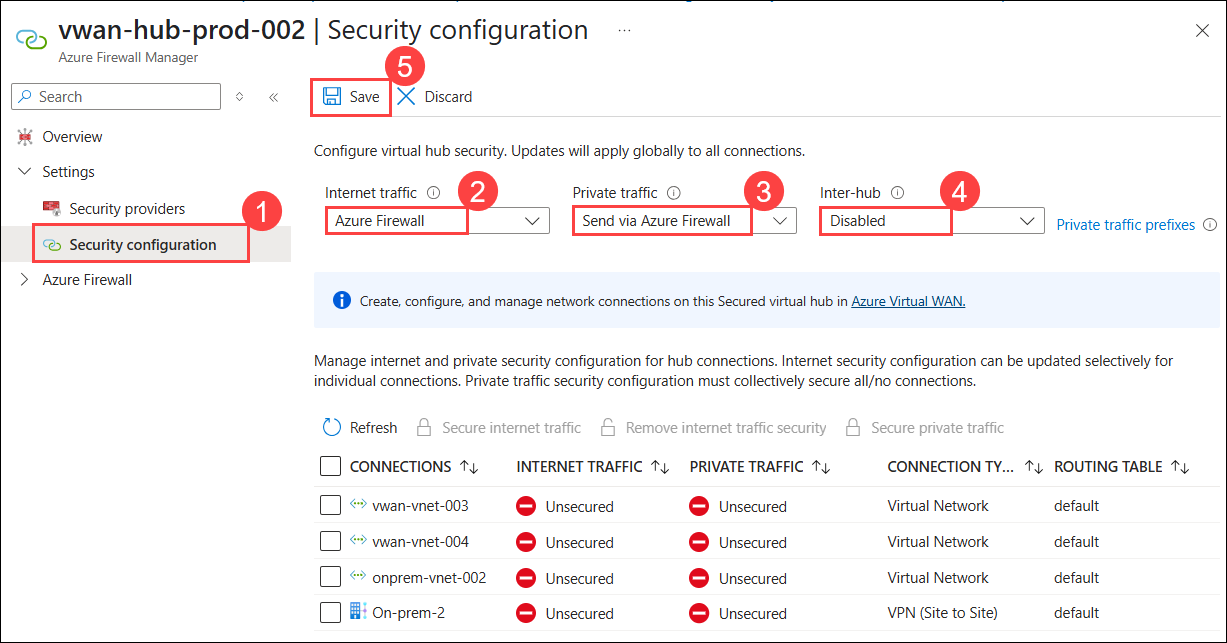 vwan-hub-prod-002 | Security configuration ...
Azure Firewall Manager
5
Search
Save Discard
Overview
Configure virtual hub security. Updates will apply globally to all connections.
Settings
Internet traffic 2 Private traffic 3 Inter-hub 4
Security providers 1
Azure Firewall Send via Azure Firewall Disabled Private traffic prefixes
Security configuration
Azure Firewall
Create, configure, and manage network connections on this Secured virtual hub in Azure Virtual WAN.
Manage internet and private security configuration for hub connections. Internet security configuration can be updated selectively for
individual connections. Private traffic security configuration must collectively secure all/no connections.
Refresh Secure internet traffic Remove internet traffic security Secure private traffic
CONNECTIONS INTERNET TRAFFIC PRIVATE TRAFFIC CONNECTION TY... ROUTING TABLE
vwan-vnet-003 Unsecured Unsecured Virtual Network default
vwan-vnet-004 Unsecured Unsecured Virtual Network default
onprem-vnet-002 Unsecured Unsecured Virtual Network default
On-prem-2 Unsecured Unsecured VPN (Site to Site) default